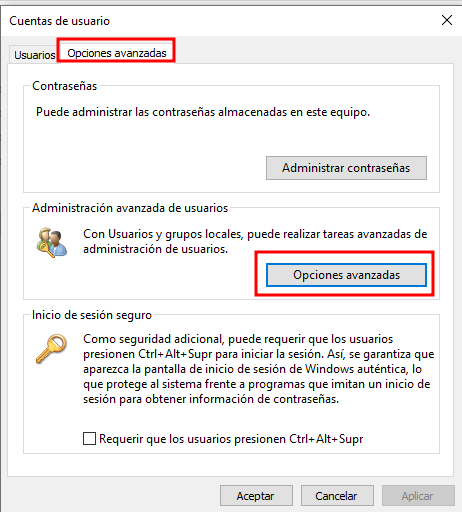 Cuentas de usuario
Usuarios
Opciones avanzadas
Contraseñas
Puede administrar las contraseñas almacenadas en este equipo.
Administrar contraseñas
Administración avanzada de usuarios
Con Usuarios y grupos locales, puede realizar tareas avanzadas de
administración de usuarios.
Opciones avanzadas
Inicio de sesión seguro
Como seguridad adicional, puede requerir que los usuarios
presionen Ctrl+Alt+Supr para iniciar la sesión. Así, se garantiza que
aparezca la pantalla de inicio de sesión de Windows auténtica, lo
que protege al sistema frente a programas que imitan un inicio de
sesión para obtener información de contraseñas.
Requerir que los usuarios presionen Ctrl+Alt+Supr
Aceptar
Cancelar
Aplicar